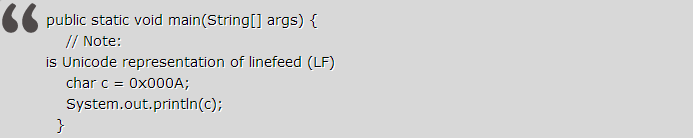 public static void main(String[] args) {
// Note:
is Unicode representation of linefeed (LF)
char c = 0x000A;
System.out.println(c);
}